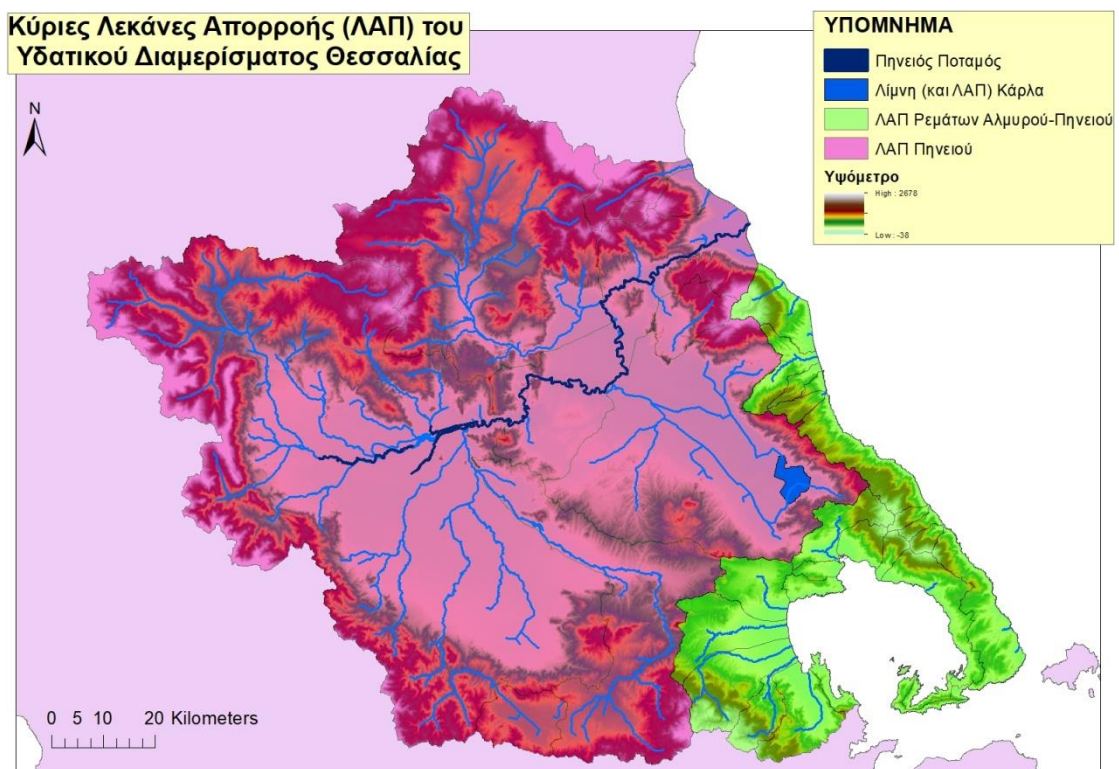 Κύριες Λεκάνες Απορροής (ΛΑΠ) του
Υδατικού Διαμερίσματος Θεσσαλίας
N
ΥΠΟΜΝΗΜΑ
Πηνειός Ποταμός
Λίμνη (και ΛΑΠ) Κάρλα
ΛΑΠ Ρεμάτων Αλμυρού-Πηνειού
ΛΑΠ Πηνειού
Υψόμετρο
High : 2678
Low : -38
0 5 10 20 Kilometers